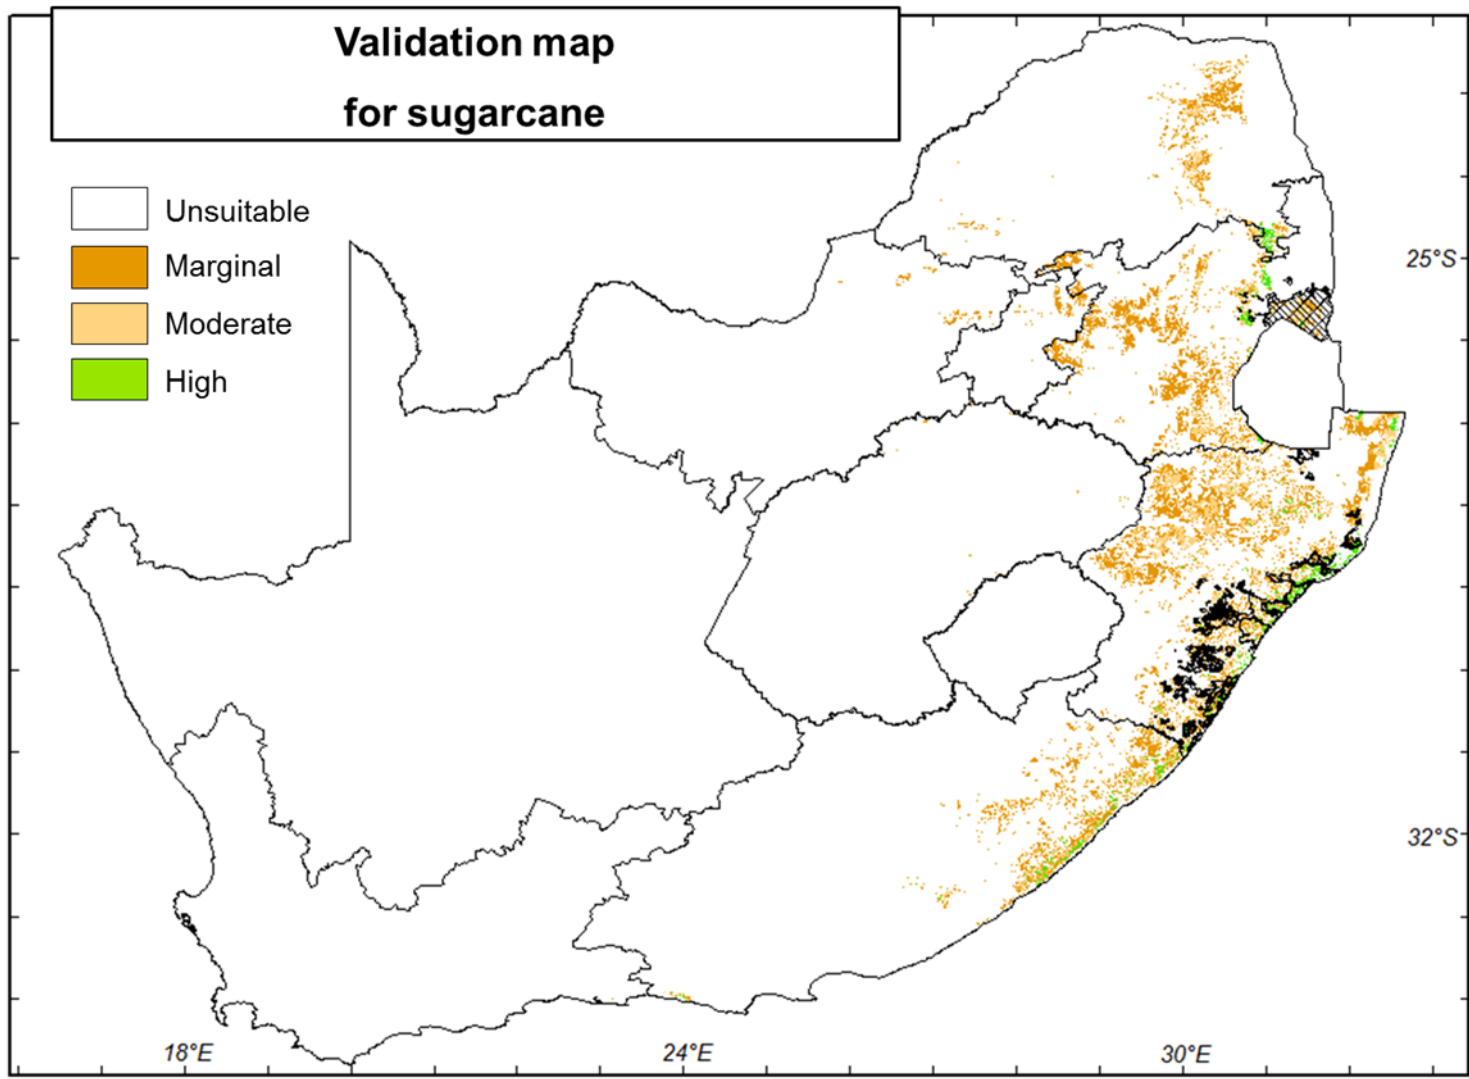 Validation map
for sugarcane
Unsuitable
Marginal
Moderate
High
25°S
32°S
18°E
24°E
30°E